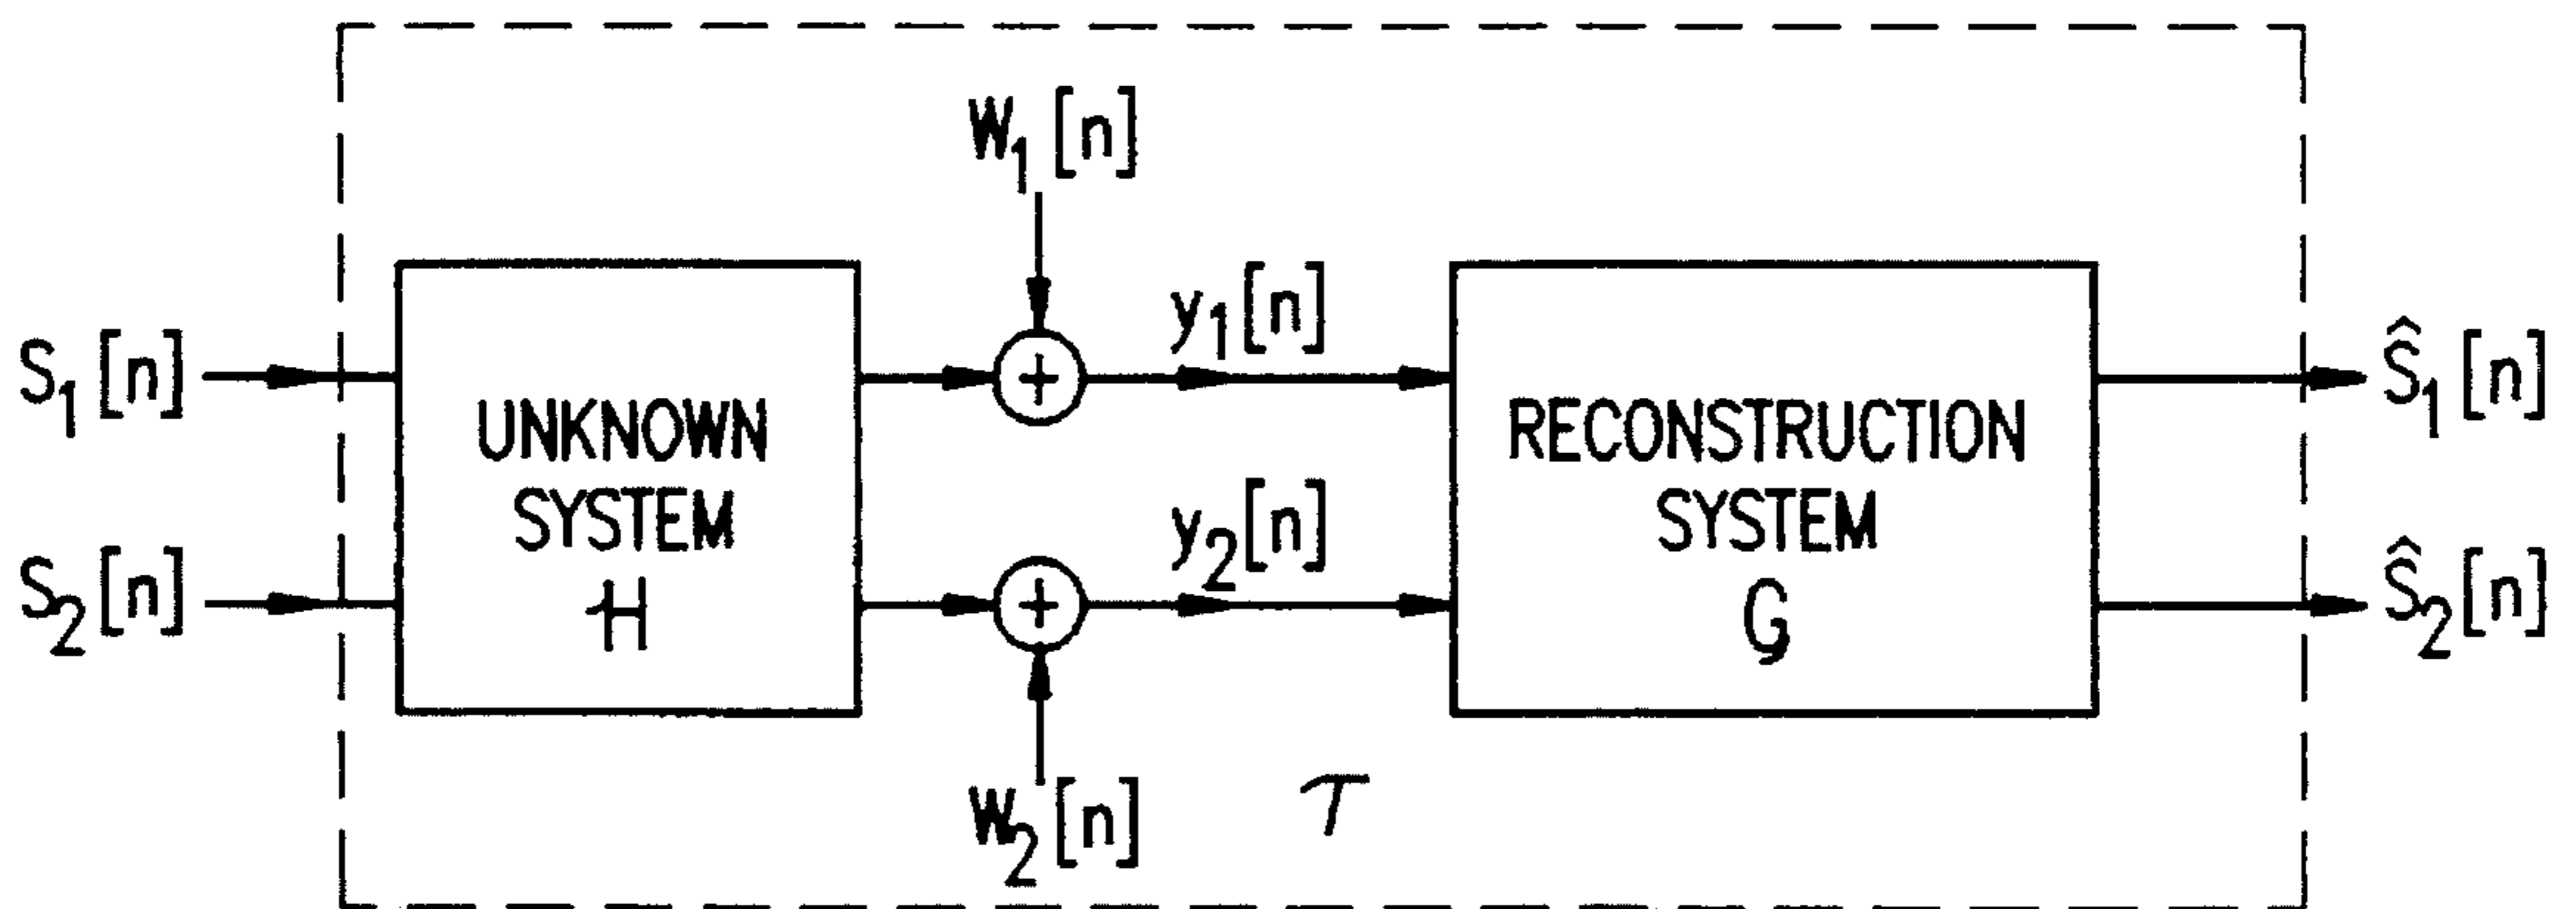 W₁[n]
S₁[n]
UNKNOWN
SYSTEM
H
S₂[n]
y₁[n]
y₂[n]
W₂[n]
τ
RECONSTRUCTION
SYSTEM
G
Ŝ₁[n]
Ŝ₂[n]